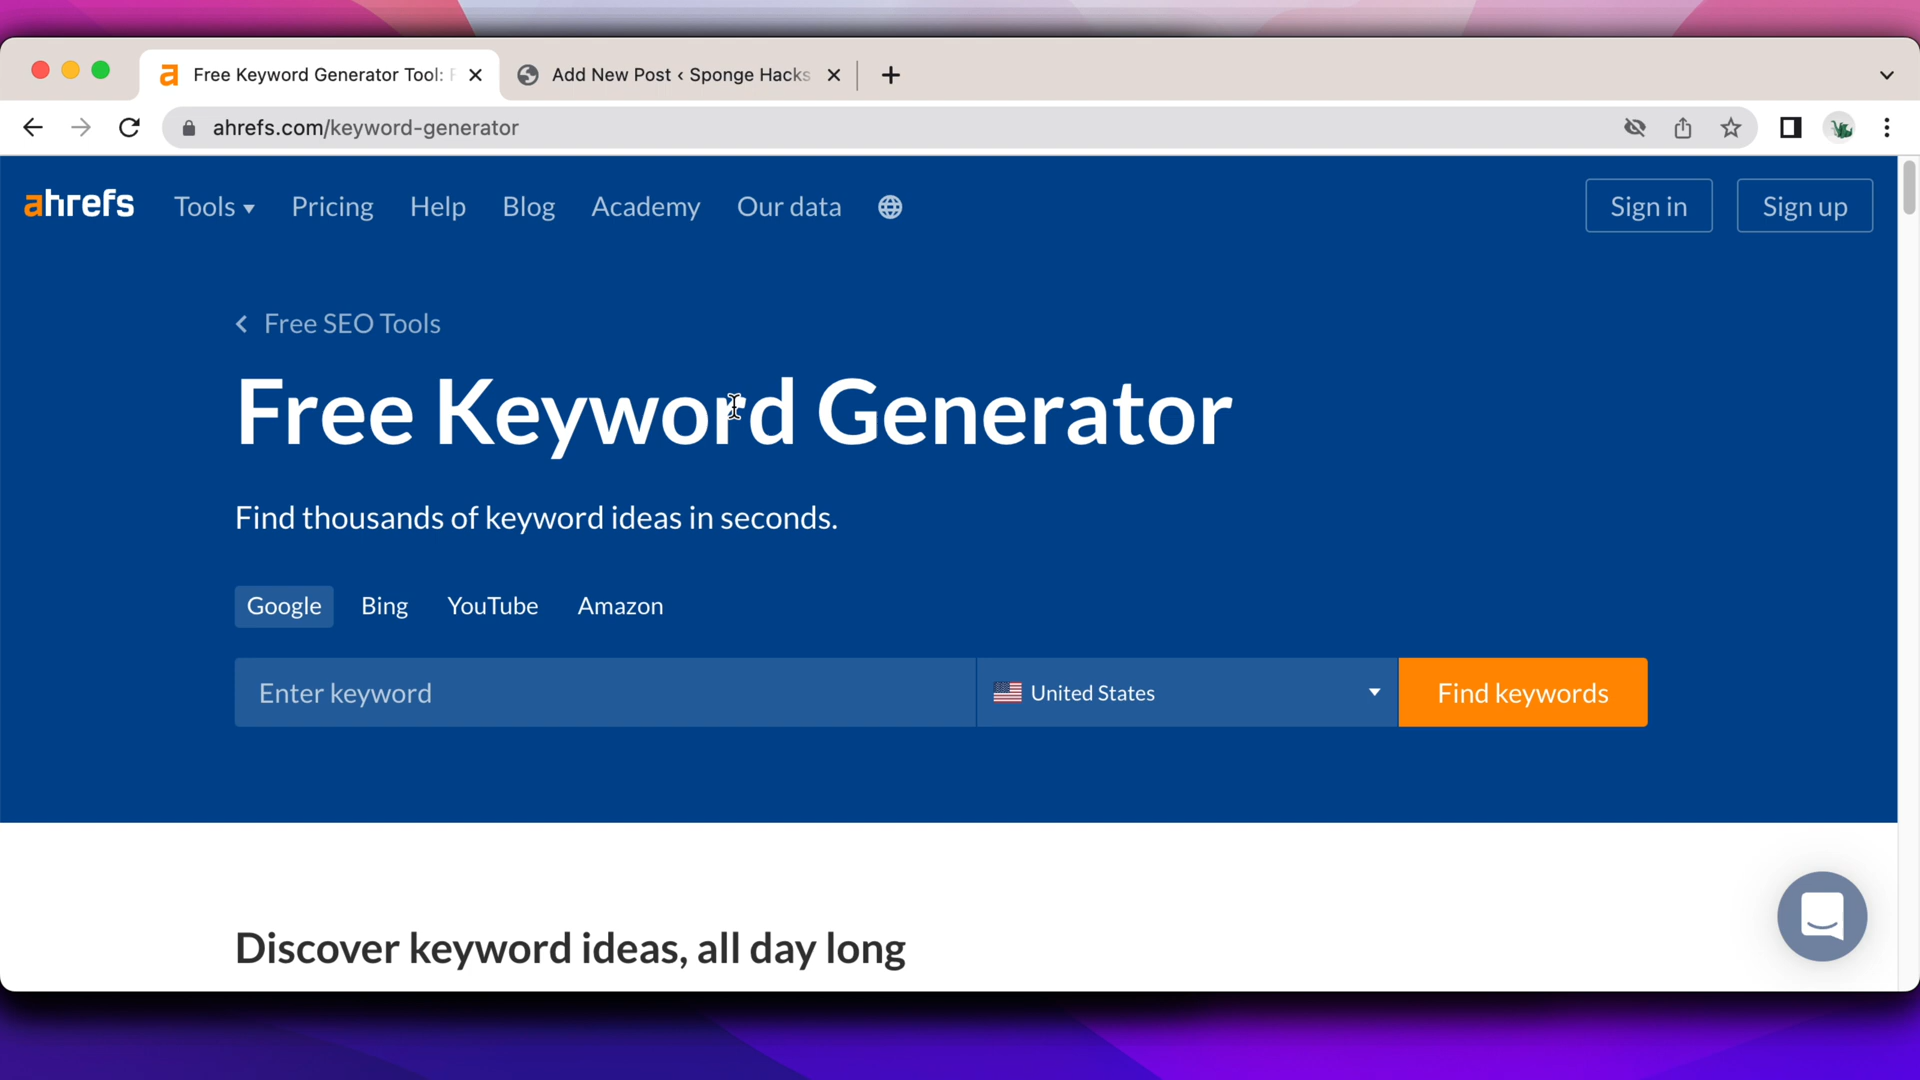 Free Keyword Generator Tool:
Add New Post ‹ Sponge Hacks
ahrefs.com/keyword-generator
ahrefs
Tools
Pricing
Help
Blog
Academy
Our data
Sign in
Sign up
Free SEO Tools
Free Keyword Generator
Find thousands of keyword ideas in seconds.
Google
Bing
YouTube
Amazon
Enter keyword
United States
Find keywords
Discover keyword ideas, all day long